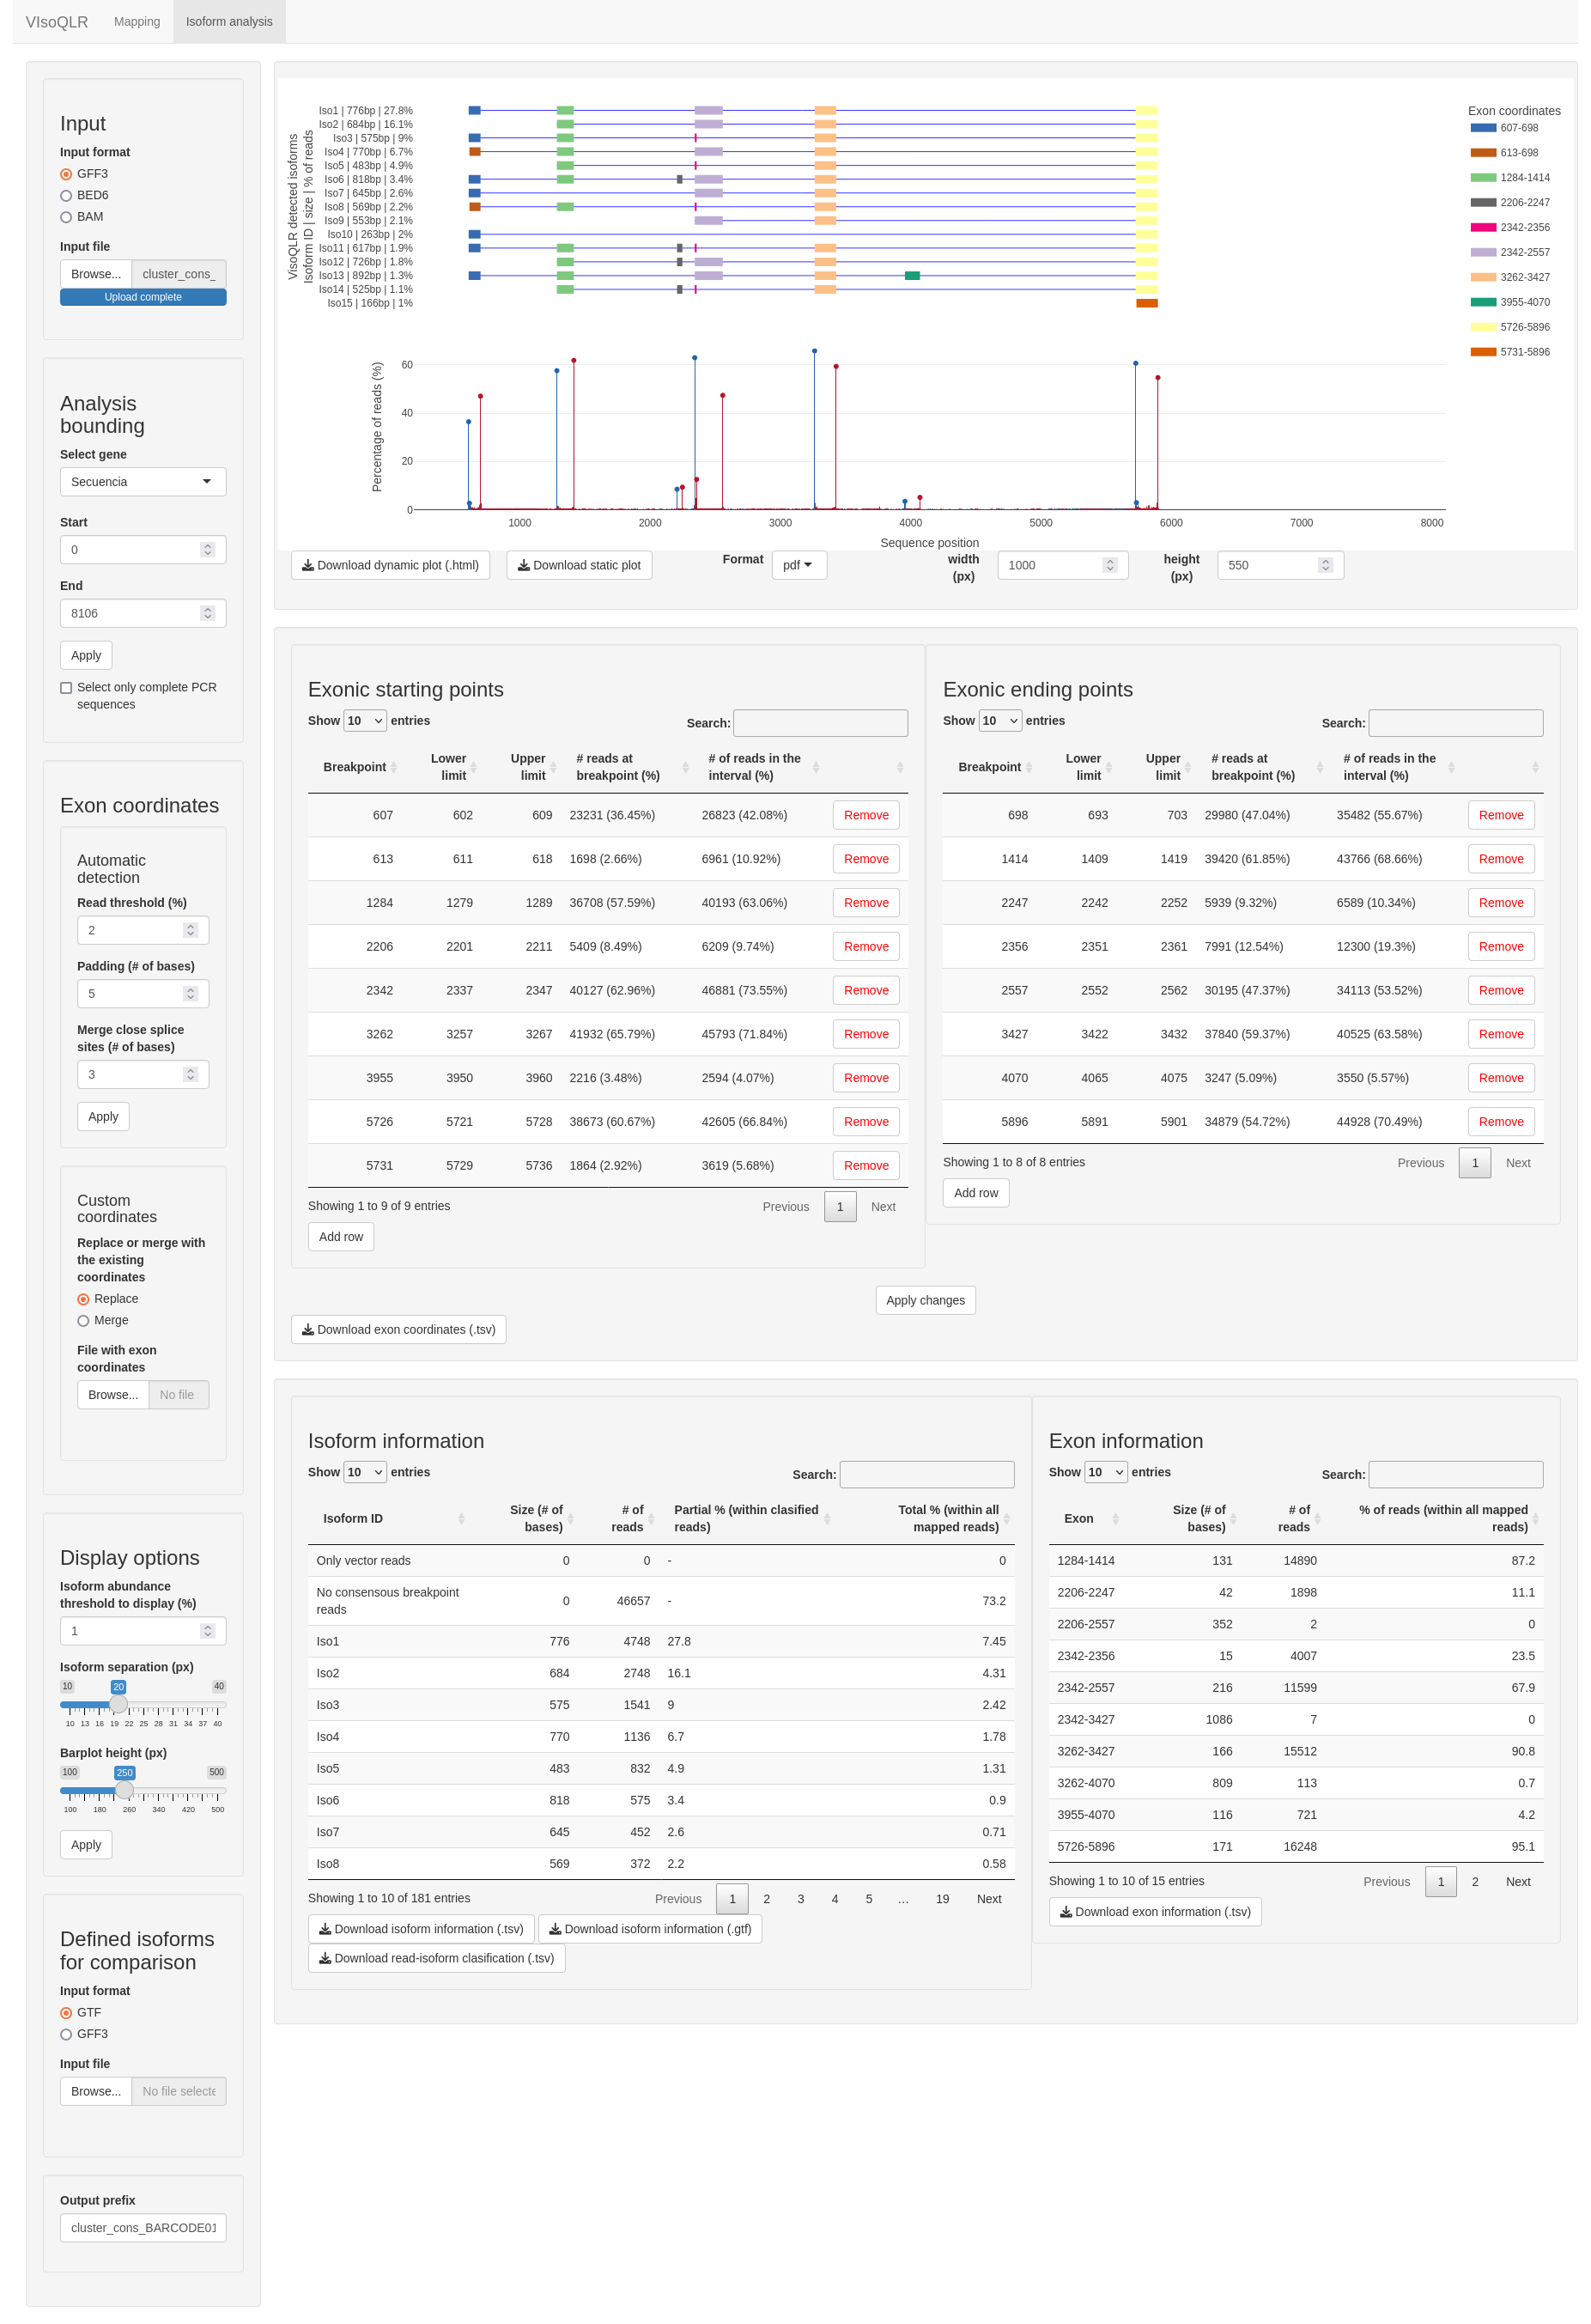 VIsoQLR Mapping Isoform analysis
Input
Input format
GFF3
BED6
BAM
Input file
Browse... cluster_cons_
Upload complete
Analysis
bounding
Select gene
Secuencia
Start
0
End
8106
Apply
Select only complete PCR
sequences
Exon coordinates
Automatic
detection
Read threshold (%)
2
Padding (# of bases)
5
Merge close splice
sites (# of bases)
3
Apply
Custom
coordinates
Replace or merge with
the existing
coordinates
Replace
Merge
File with exon
coordinates
Browse... No file
Display options
Isoform abundance
threshold to display (%)
1
Isoform separation (px)
10 20 40
10 13 16 19 22 25 28 31 34 37 40
Barplot height (px)
100 250 500
100 180 260 340 420 500
Apply
Defined isoforms
for comparison
Input format
GTF
GFF3
Input file
Browse... No file selecte
Output prefix
cluster_cons_BARCODE01
VisoQLR detected isoforms
Isoform ID | size | % of reads
Iso1 | 776bp | 27.8%
Iso2 | 684bp | 16.1%
Iso3 | 575bp | 9%
Iso4 | 770bp | 6.7%
Iso5 | 483bp | 4.9%
Iso6 | 818bp | 3.4%
Iso7 | 645bp | 2.6%
Iso8 | 569bp | 2.2%
Iso9 | 553bp | 2.1%
Iso10 | 263bp | 2%
Iso11 | 617bp | 1.9%
Iso12 | 726bp | 1.8%
Iso13 | 892bp | 1.3%
Iso14 | 525bp | 1.1%
Iso15 | 166bp | 1%
Exon coordinates
607-698
613-698
1284-1414
2206-2247
2342-2356
2342-2557
3262-3427
3955-4070
5726-5896
5731-5896
Percentage of reads (%)
60
40
20
0
1000 2000 3000 4000 5000 6000 7000 8000
Sequence position
Download dynamic plot (.html) Download static plot Format pdf width (px) 1000 height (px) 550
Exonic starting points
Show 10 entries Search:
Breakpoint Lower limit Upper limit # reads at breakpoint (%) # of reads in the interval (%)
607 602 609 23231 (36.45%) 26823 (42.08%) Remove
613 611 618 1698 (2.66%) 6961 (10.92%) Remove
1284 1279 1289 36708 (57.59%) 40193 (63.06%) Remove
2206 2201 2211 5409 (8.49%) 6209 (9.74%) Remove
2342 2337 2347 40127 (62.96%) 46881 (73.55%) Remove
3262 3257 3267 41932 (65.79%) 45793 (71.84%) Remove
3955 3950 3960 2216 (3.48%) 2594 (4.07%) Remove
5726 5721 5728 38673 (60.67%) 42605 (66.84%) Remove
5731 5729 5736 1864 (2.92%) 3619 (5.68%) Remove
Showing 1 to 9 of 9 entries Previous 1 Next
Add row
Exonic ending points
Show 10 entries Search:
Breakpoint Lower limit Upper limit # reads at breakpoint (%) # of reads in the interval (%)
698 693 703 29980 (47.04%) 35482 (55.67%) Remove
1414 1409 1419 39420 (61.85%) 43766 (68.66%) Remove
2247 2242 2252 5939 (9.32%) 6589 (10.34%) Remove
2356 2351 2361 7991 (12.54%) 12300 (19.3%) Remove
2557 2552 2562 30195 (47.37%) 34113 (53.52%) Remove
3427 3422 3432 37840 (59.37%) 40525 (63.58%) Remove
4070 4065 4075 3247 (5.09%) 3550 (5.57%) Remove
5896 5891 5901 34879 (54.72%) 44928 (70.49%) Remove
Showing 1 to 8 of 8 entries Previous 1 Next
Add row
Apply changes
Download exon coordinates (.tsv)
Isoform information
Show 10 entries Search:
Isoform ID Size (# of bases) # of reads Partial % (within clasified reads) Total % (within all mapped reads)
Only vector reads 0 0 - 0
No consensous breakpoint reads 0 46657 - 73.2
Iso1 776 4748 27.8 7.45
Iso2 684 2748 16.1 4.31
Iso3 575 1541 9 2.42
Iso4 770 1136 6.7 1.78
Iso5 483 832 4.9 1.31
Iso6 818 575 3.4 0.9
Iso7 645 452 2.6 0.71
Iso8 569 372 2.2 0.58
Showing 1 to 10 of 181 entries Previous 1 2 3 4 5 … 19 Next
Download isoform information (.tsv) Download isoform information (.gtf)
Download read-isoform clasification (.tsv)
Exon information
Show 10 entries Search:
Exon Size (# of bases) # of reads % of reads (within all mapped reads)
1284-1414 131 14890 87.2
2206-2247 42 1898 11.1
2206-2557 352 2 0
2342-2356 15 4007 23.5
2342-2557 216 11599 67.9
2342-3427 1086 7 0
3262-3427 166 15512 90.8
3262-4070 809 113 0.7
3955-4070 116 721 4.2
5726-5896 171 16248 95.1
Showing 1 to 10 of 15 entries Previous 1 2 Next
Download exon information (.tsv)